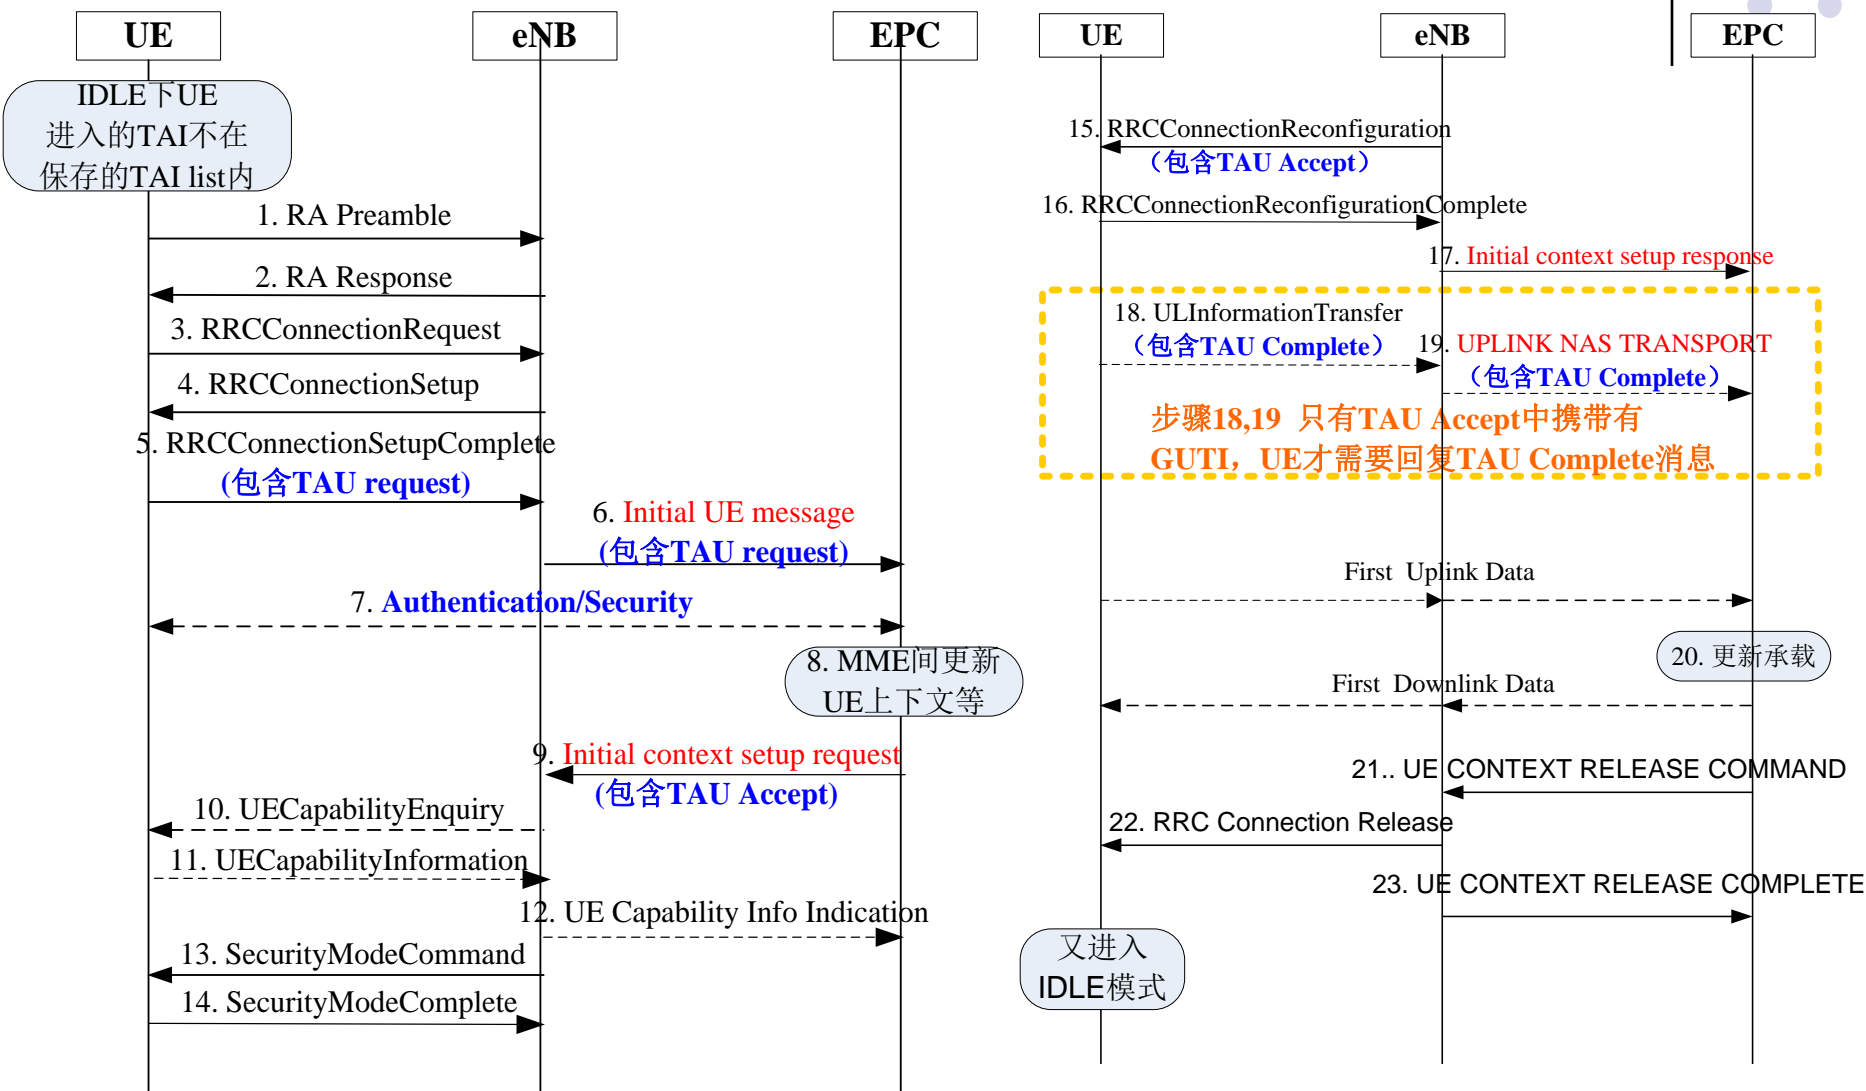 UE
eNB
EPC
IDLE下UE
进入的TAI不在
保存的TAI list内
1. RA Preamble
2. RA Response
3. RRCConnectionRequest
4. RRCConnectionSetup
5. RRCConnectionSetupComplete
(包含TAU request)
6. Initial UE message
(包含TAU request)
7. Authentication/Security
8. MME间更新
UE上下文等
9. Initial context setup request
(包含TAU Accept)
10. UECapabilityEnquiry
11. UECapabilityInformation
12. UE Capability Info Indication
13. SecurityModeCommand
14. SecurityModeComplete
UE
eNB
EPC
15. RRCConnectionReconfiguration
（包含TAU Accept）
16. RRCConnectionReconfigurationComplete
17. Initial context setup response
18. ULInformationTransfer
（包含TAU Complete）
19. UPLINK NAS TRANSPORT
（包含TAU Complete）
步骤18,19 只有TAU Accept中携带有
GUTI，UE才需要回复TAU Complete消息
First Uplink Data
20. 更新承载
First Downlink Data
21.. UE CONTEXT RELEASE COMMAND
22. RRC Connection Release
23. UE CONTEXT RELEASE COMPLETE
又进入
IDLE模式